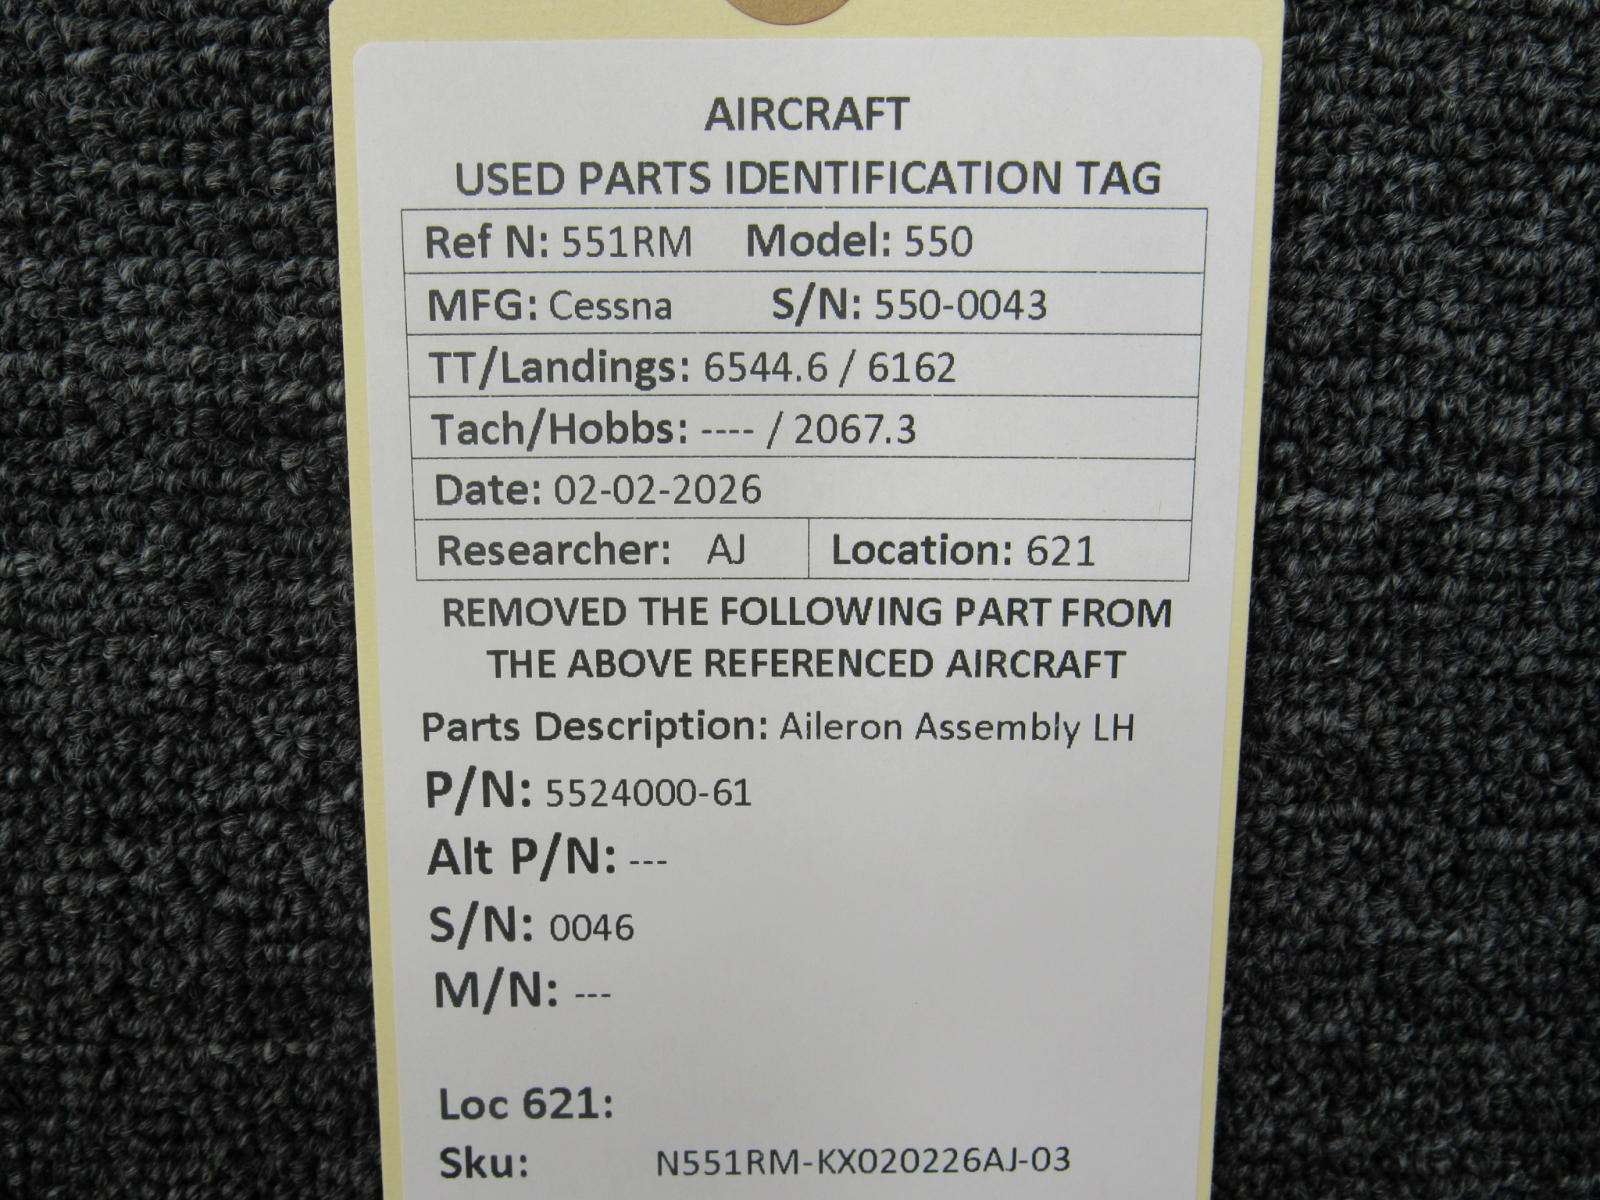 AIRCRAFT
USED PARTS IDENTIFICATION TAG
Ref N: 551RM Model: 550
MFG: Cessna S/N: 550-0043
TT/Landings: 6544.6 / 6162
Tach/Hobbs: ---- / 2067.3
Date: 02-02-2026
Researcher: AJ Location: 621
REMOVED THE FOLLOWING PART FROM
THE ABOVE REFERENCED AIRCRAFT
Parts Description: Aileron Assembly LH
P/N: 5524000-61
Alt P/N: ---
S/N: 0046
M/N: ---
Loc 621:
Sku: N551RM-KX020226AJ-03